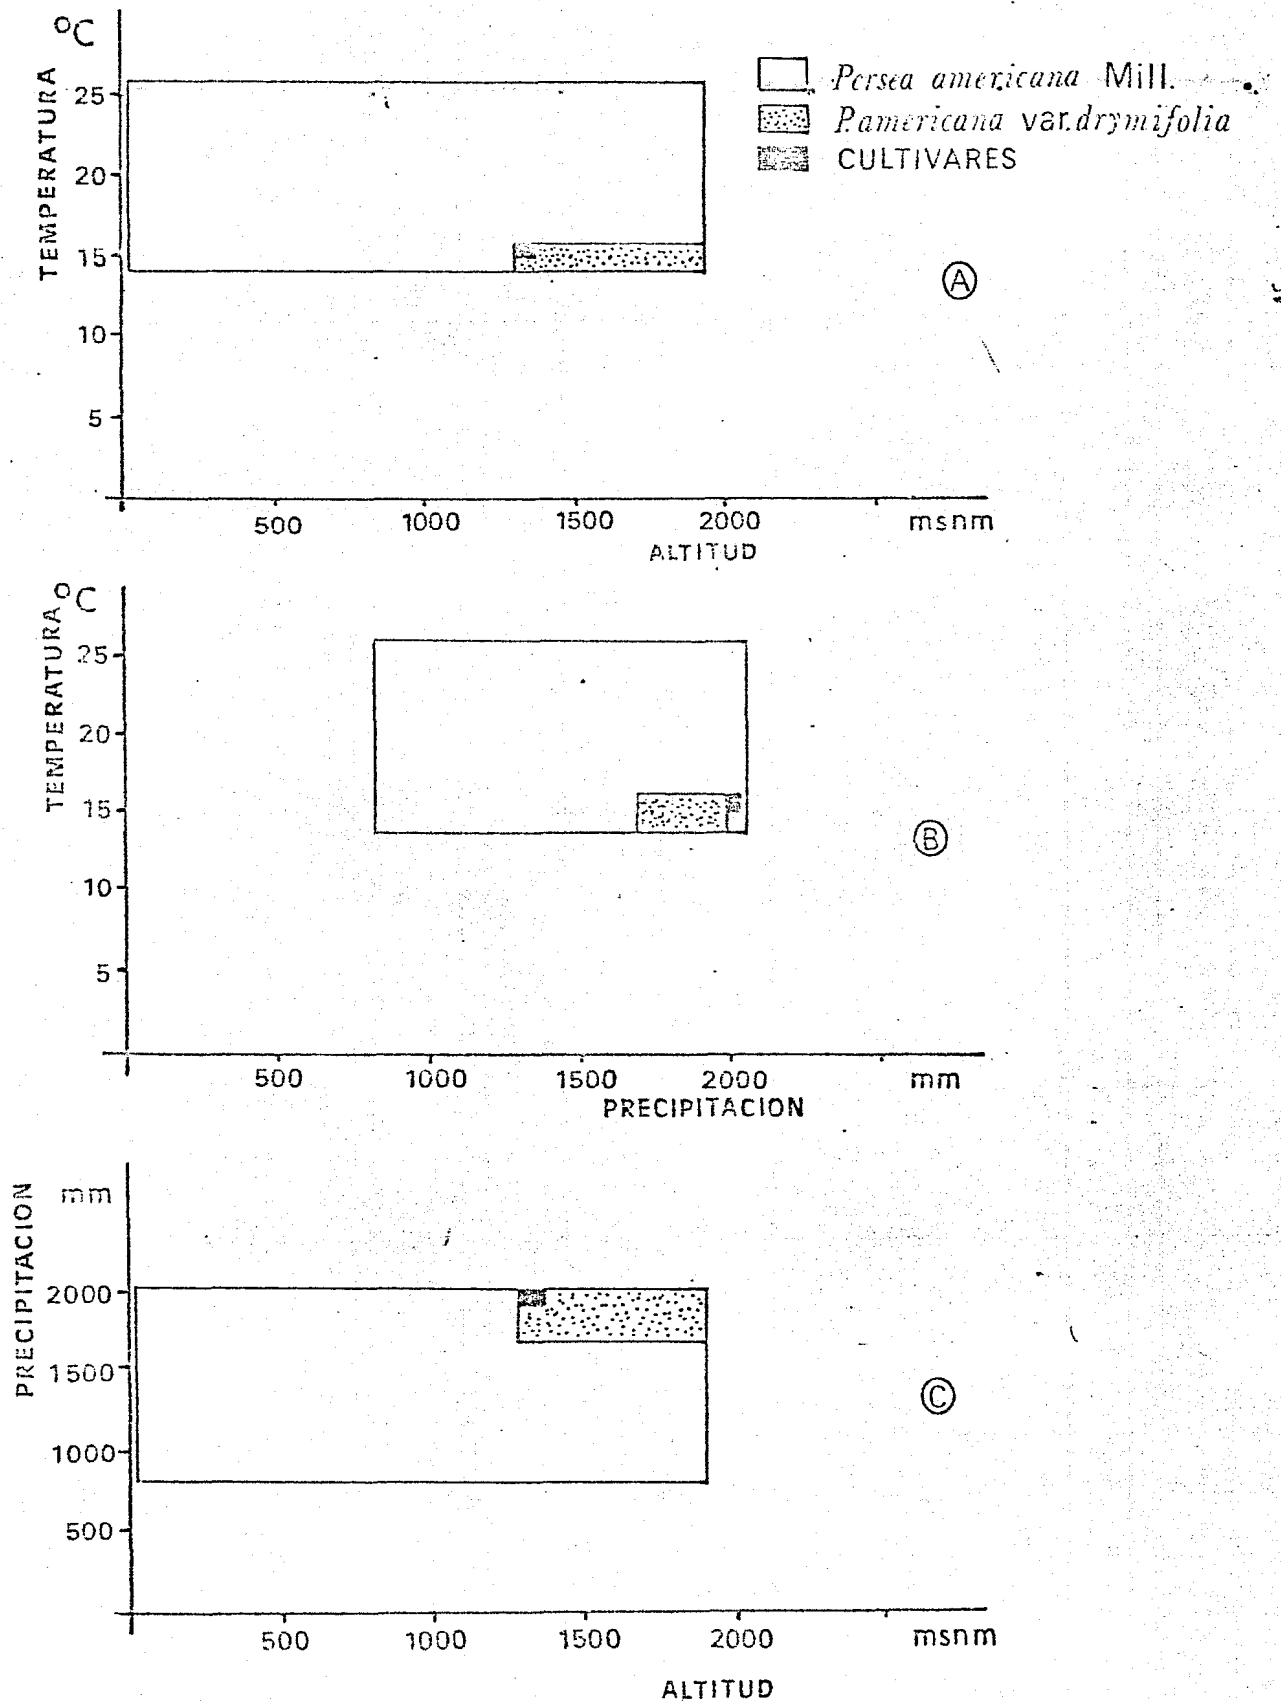 °C
TEMPERATURA
25
20
15
10
5
500 1000 1500 2000 msnm
ALTITUD
Persea americana Mill.
P.americana var.drymifolia
CULTIVARES
A
°C
TEMPERATURA
25
20
15
10
5
500 1000 1500 2000 mm
PRECIPITACION
B
mm
PRECIPITACION
2000
1500
1000
500
500 1000 1500 2000 msnm
ALTITUD
C